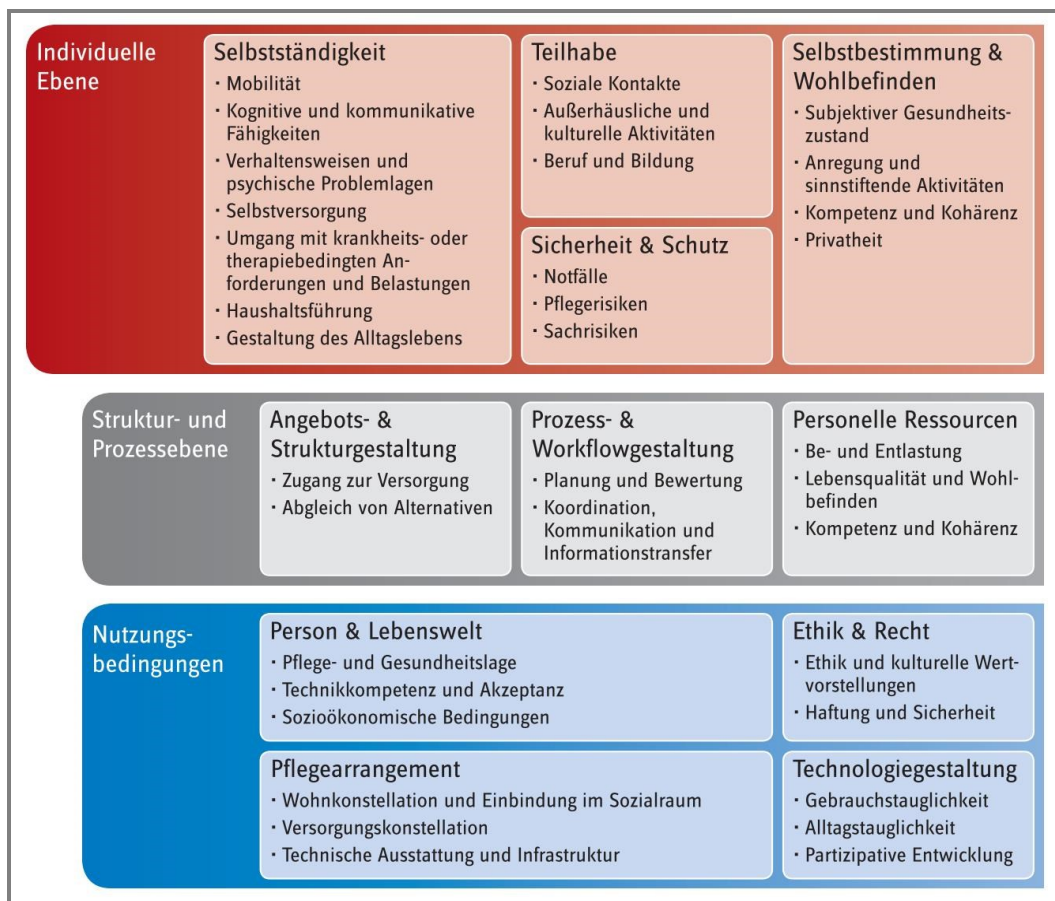 Individuelle
Ebene
Selbstständigkeit
· Mobilität
· Kognitive und kommunikative
Fähigkeiten
· Verhaltensweisen und
psychische Problemlagen
· Selbstversorgung
· Umgang mit krankheits- oder
therapiebedingten An-
forderungen und Belastungen
· Haushaltsführung
· Gestaltung des Alltagslebens
Teilhabe
· Soziale Kontakte
· Außerhäusliche und
kulturelle Aktivitäten
· Beruf und Bildung
Sicherheit & Schutz
· Notfälle
· Pflegerisiken
· Sachrisiken
Selbstbestimmung &
Wohlbefinden
· Subjektiver Gesundheits-
zustand
· Anregung und
sinnstiftende Aktivitäten
· Kompetenz und Kohärenz
· Privatheit
Struktur- und
Prozessebene
Angebots- &
Strukturgestaltung
· Zugang zur Versorgung
· Abgleich von Alternativen
Prozess- &
Workflowgestaltung
· Planung und Bewertung
· Koordination,
Kommunikation und
Informationstransfer
Personelle Ressourcen
· Be- und Entlastung
· Lebensqualität und Wohl-
befinden
· Kompetenz und Kohärenz
Nutzungs-
bedingungen
Person & Lebenswelt
· Pflege- und Gesundheitslage
· Technikkompetenz und Akzeptanz
· Sozioökonomische Bedingungen
Ethik & Recht
· Ethik und kulturelle Wert-
vorstellungen
· Haftung und Sicherheit
Pflegearrangement
· Wohnkonstellation und Einbindung im Sozialraum
· Versorgungskonstellation
· Technische Ausstattung und Infrastruktur
Technologiegestaltung
· Gebrauchstauglichkeit
· Alltagstauglichkeit
· Partizipative Entwicklung